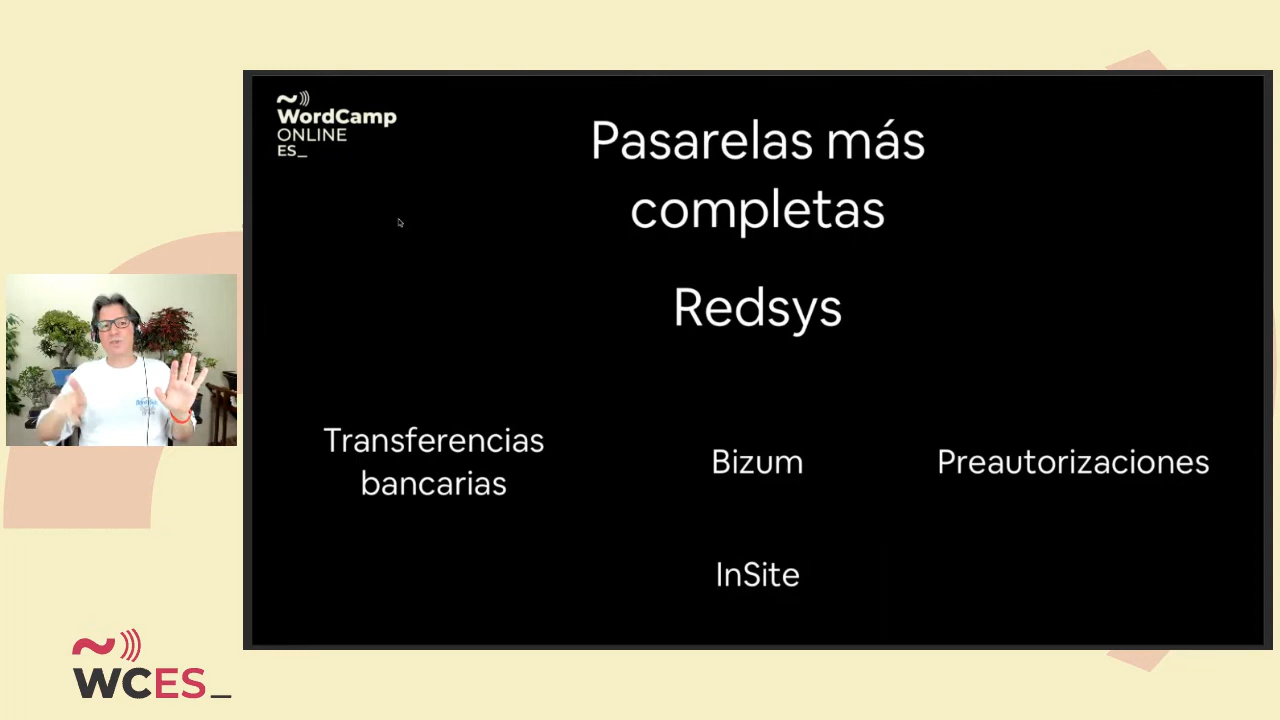 WordCamp
ONLINE
ES_
Pasarelas más
completas
Redsys
Transferencias
bancarias
Bizum
Preautorizaciones
InSite
WCES_